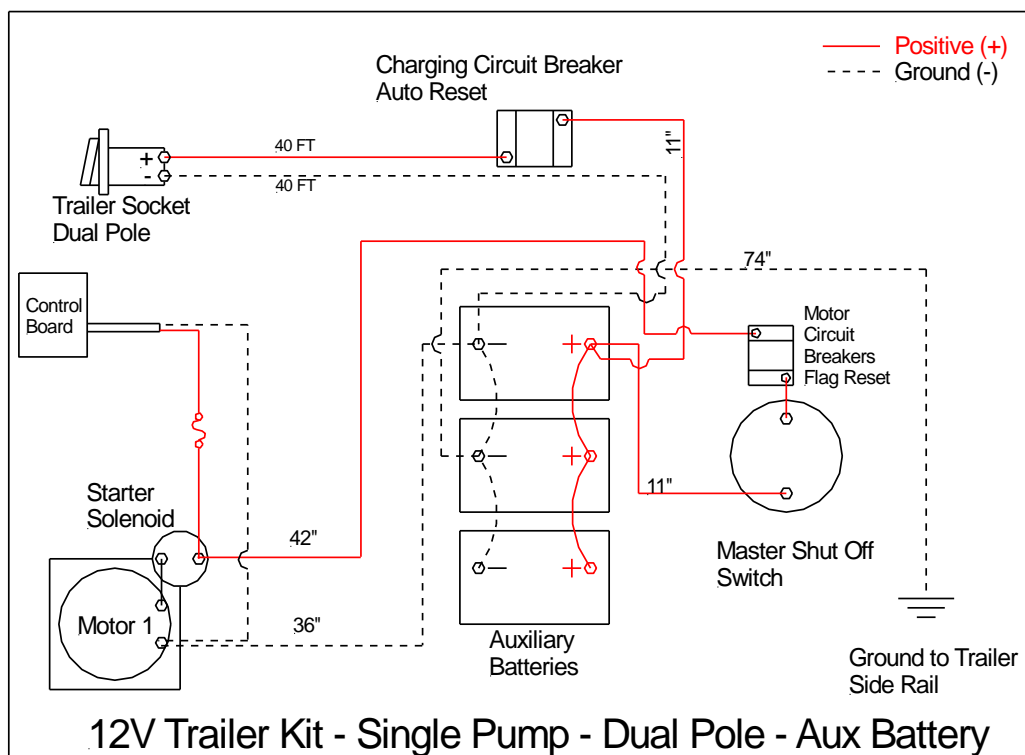 Positive (+)
Ground (-)
Charging Circuit Breaker
Auto Reset
40 FT
11"
+
-
40 FT
Trailer Socket
Dual Pole
74"
Control
Board
Motor
Circuit
Breakers
Flag Reset
+
+
11"
Starter
Solenoid
42"
Master Shut Off
Switch
+
Motor 1
36"
Auxiliary
Batteries
Ground to Trailer
Side Rail
12V Trailer Kit - Single Pump - Dual Pole - Aux Battery